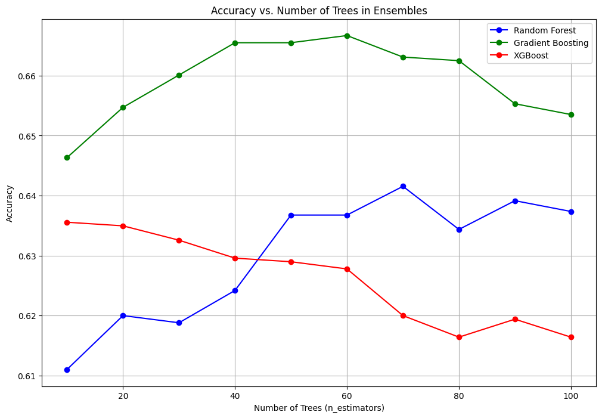 Accuracy vs. Number of Trees in Ensembles
Random Forest
Gradient Boosting
XGBoost
Accuracy
0.66
0.65
0.64
0.63
0.62
0.61
20
40
60
80
100
Number of Trees (n_estimators)